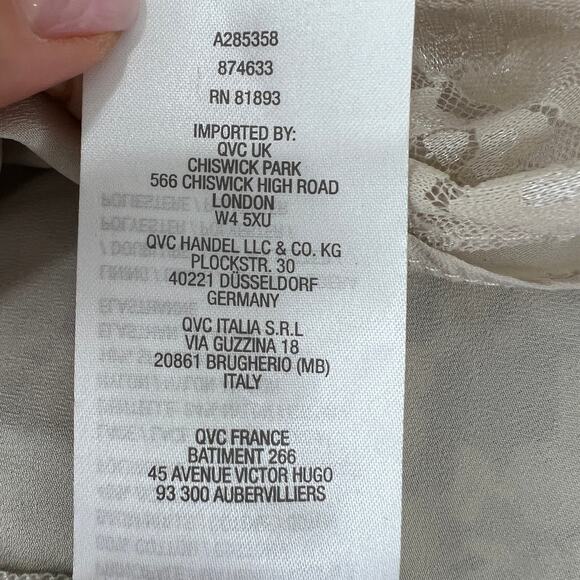 A285358
874633
RN 81893
IMPORTED BY:
QVC UK
CHISWICK PARK
566 CHISWICK HIGH ROAD
LONDON
W4 5XU
QVC HANDEL LLC & CO. KG
PLOCKSTR. 30
40221 DÜSSELDORF
GERMANY
QVC ITALIA S.R.L
VIA GUZZINA 18
20861 BRUGHERIO (MB)
ITALY
QVC FRANCE
BATIMENT 266
45 AVENUE VICTOR HUGO
93 300 AUBERVILLIERS